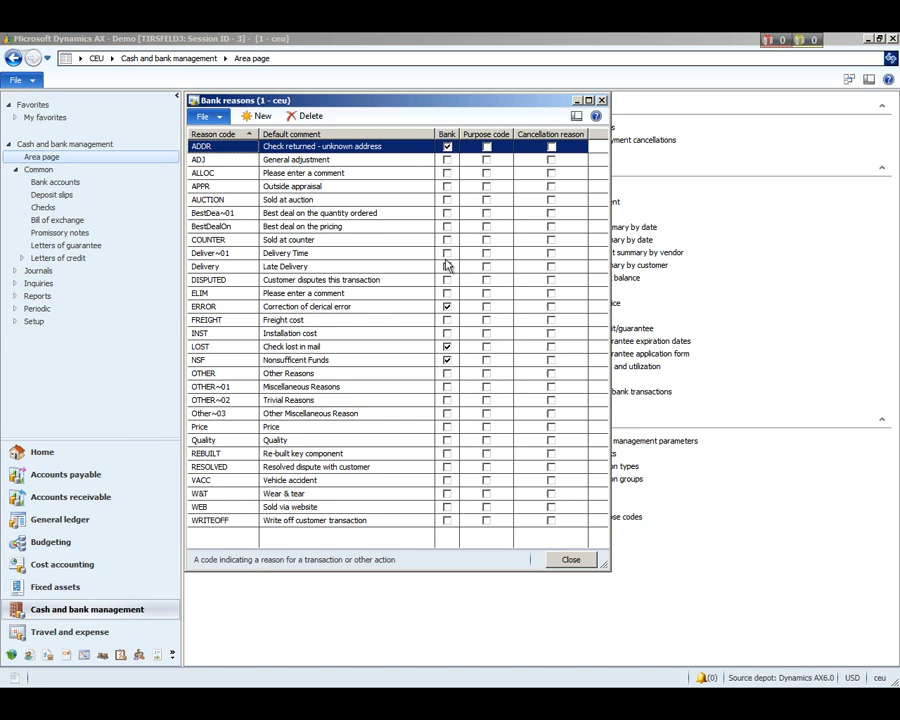 Microsoft Dynamics AX - Demo [TIRSFELD3: Session ID - 3] - [1 - ceu]
0 0
CEU Cash and bank management Area page
File
Favorites
My favorites
Cash and bank management
Area page
Common
Bank accounts
Deposit slips
Checks
Bill of exchange
Promissory notes
Letters of guarantee
Letters of credit
Journals
Inquiries
Reports
Periodic
Setup
Home
Accounts payable
Accounts receivable
General ledger
Budgeting
Cost accounting
Fixed assets
Cash and bank management
Travel and expense
Bank reasons (1 - ceu)
File New Delete
Reason code Default comment Bank Purpose code Cancellation reason
ADDR Check returned - unknown address
ADJ General adjustment
ALLOC Please enter a comment
APPR Outside appraisal
AUCTION Sold at auction
BestDea~01 Best deal on the quantity ordered
BestDealOn Best deal on the pricing
COUNTER Sold at counter
Deliver~01 Delivery Time
Delivery Late Delivery
DISPUTED Customer disputes this transaction
ELIM Please enter a comment
ERROR Correction of clerical error
FREIGHT Freight cost
INST Installation cost
LOST Check lost in mail
NSF Nonsufficent Funds
OTHER Other Reasons
OTHER~01 Miscellaneous Reasons
OTHER~02 Trivial Reasons
Other~03 Other Miscellaneous Reason
Price Price
Quality Quality
REBUILT Re-built key component
RESOLVED Resolved dispute with customer
VACC Vehicle accident
W&T Wear & tear
WEB Sold via website
WRITEOFF Write off customer transaction
A code indicating a reason for a transaction or other action
Close
s
yment cancellations
nt
mary by date
y by date
t summary by vendor
mary by customer
balance
ice
it/guarantee
rantee expiration dates
rantee application form
and utilization
bank transactions
management parameters
s
tion types
on groups
ose codes
(0) Source depot: Dynamics AX6.0 USD ceu